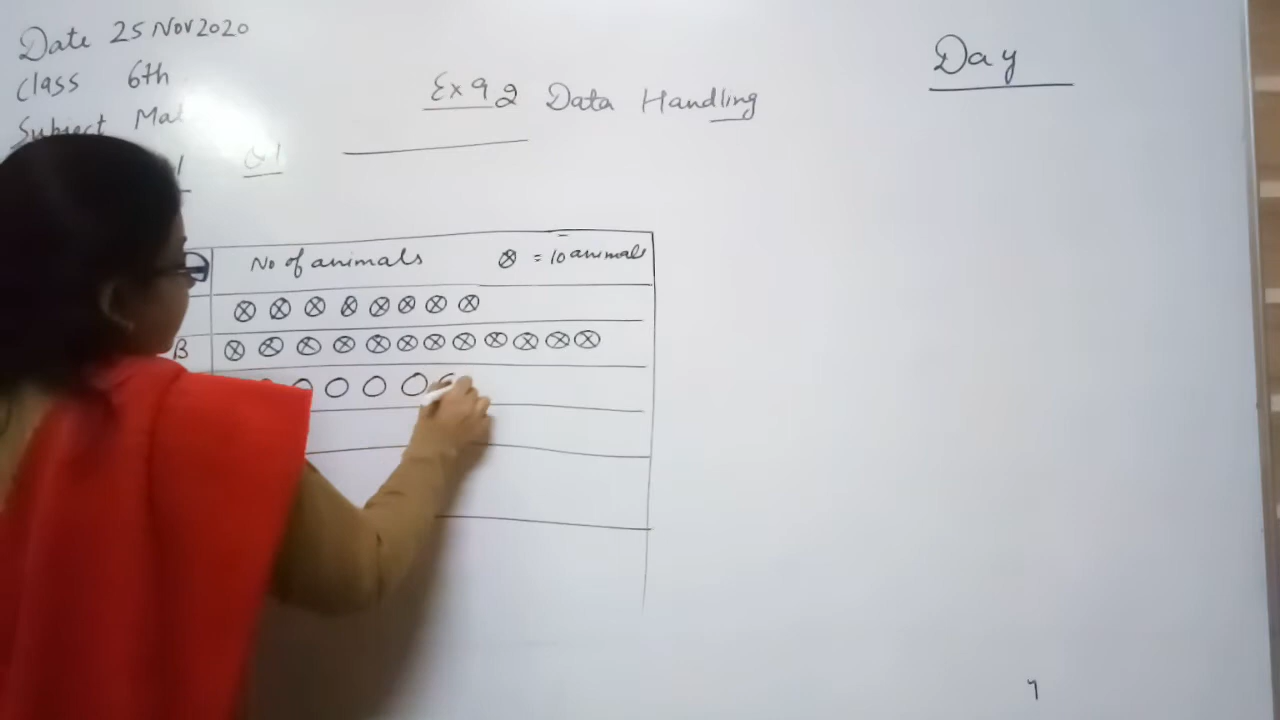 Date 25 Nov 2020
Class 6th
Subject Mat
Ex 9.2 Data Handling
Day
Q1
No of animals ⊗ = 10 animals
⊗ ⊗ ⊗ ⊗ ⊗ ⊗ ⊗ ⊗
B ⊗ ⊗ ⊗ ⊗ ⊗ ⊗ ⊗ ⊗ ⊗ ⊗ ⊗ ⊗